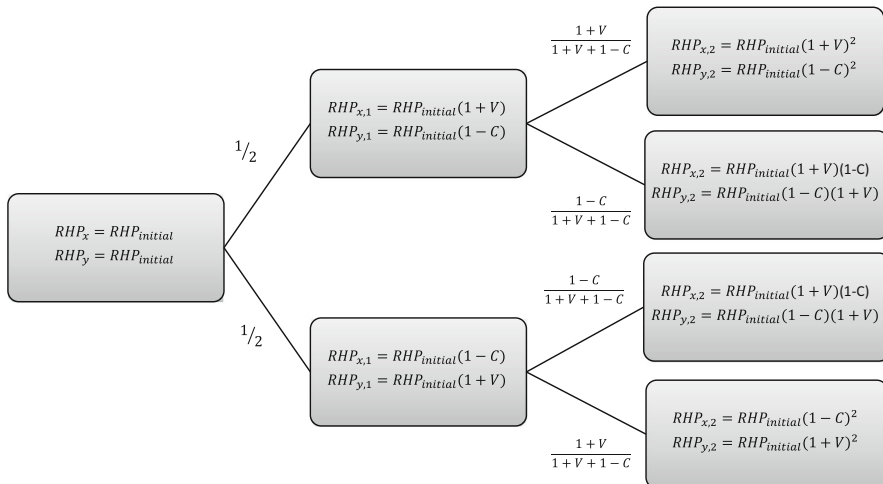 RHP_x = RHP_initial
RHP_y = RHP_initial
1/2
1/2
RHP_x,1 = RHP_initial(1 + V)
RHP_y,1 = RHP_initial(1 − C)
RHP_x,1 = RHP_initial(1 − C)
RHP_y,1 = RHP_initial(1 + V)
1 + V
1 + V + 1 − C
1 − C
1 + V + 1 − C
1 − C
1 + V + 1 − C
1 + V
1 + V + 1 − C
RHP_x,2 = RHP_initial(1 + V)²
RHP_y,2 = RHP_initial(1 − C)²
RHP_x,2 = RHP_initial(1 + V)(1-C)
RHP_y,2 = RHP_initial(1 − C)(1 + V)
RHP_x,2 = RHP_initial(1 + V)(1-C)
RHP_y,2 = RHP_initial(1 − C)(1 + V)
RHP_x,2 = RHP_initial(1 − C)²
RHP_y,2 = RHP_initial(1 + V)²